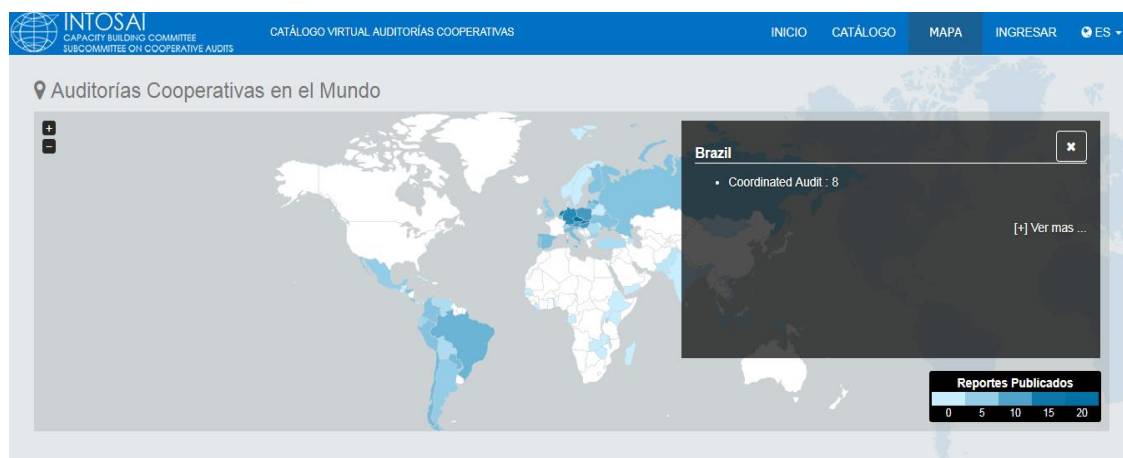 INTOSAI
CAPACITY BUILDING COMMITTEE
SUBCOMMITTEE ON COOPERATIVE AUDITS
CATÁLOGO VIRTUAL AUDITORÍAS COOPERATIVAS
INICIO CATÁLOGO MAPA INGRESAR ES
Auditorías Cooperativas en el Mundo
+
-
Brazil
×
• Coordinated Audit : 8
[+] Ver mas ...
Reportes Publicados
0 5 10 15 20